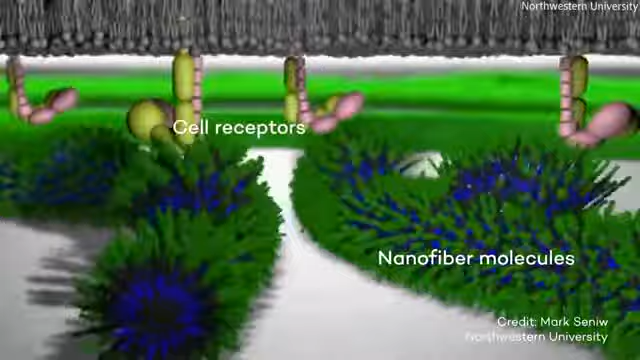 Northwestern University
Cell receptors
Nanofiber molecules
Credit: Mark Seniw
Northwestern University